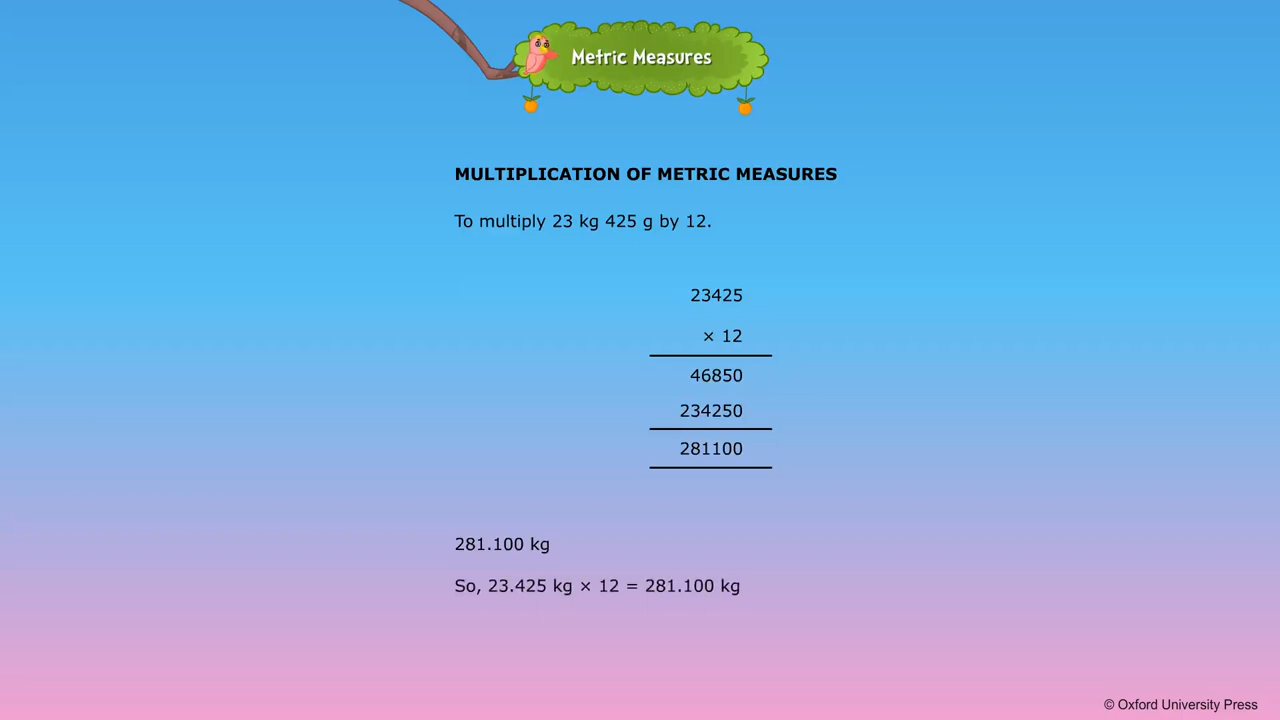 Metric Measures
MULTIPLICATION OF METRIC MEASURES
To multiply 23 kg 425 g by 12.
23425
× 12
46850
234250
281100
281.100 kg
So, 23.425 kg × 12 = 281.100 kg
© Oxford University Press